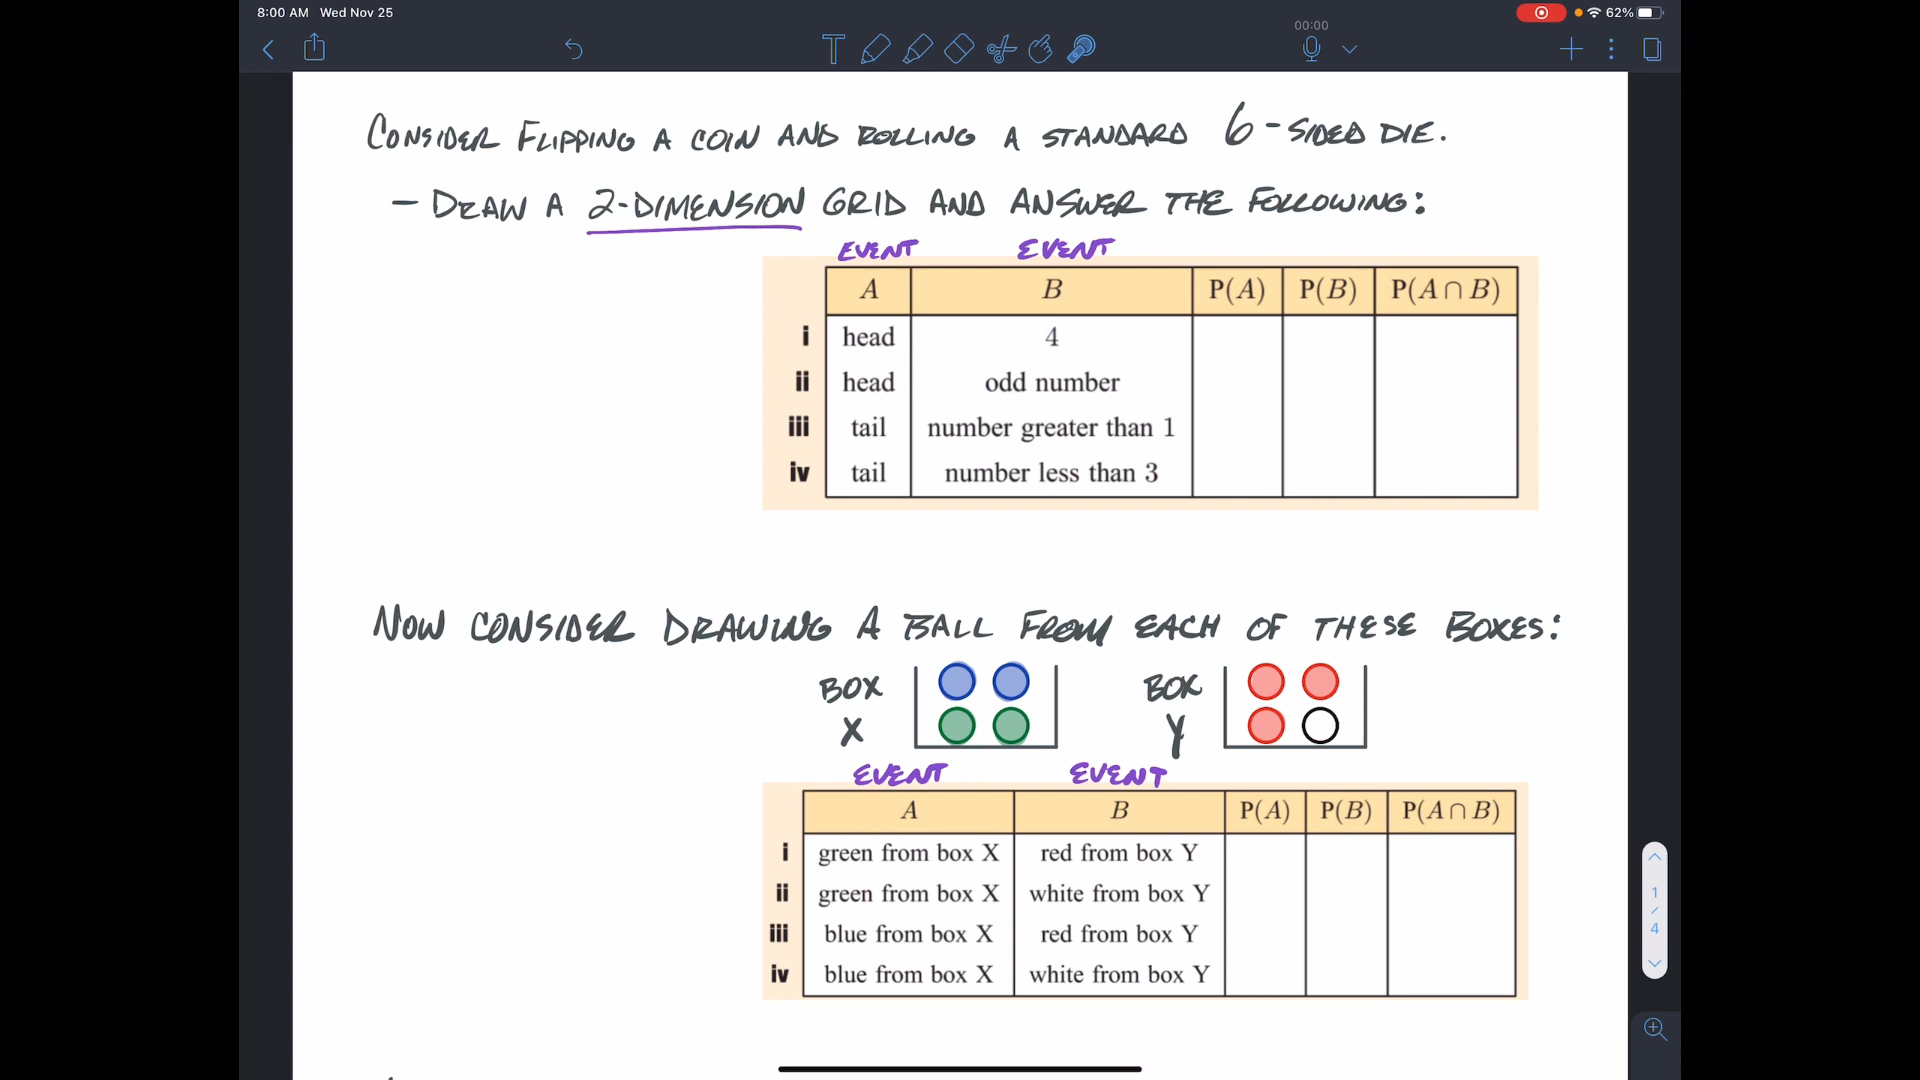 8:00 AM Wed Nov 25
62%
00:00
CONSIDER FLIPPING A COIN AND ROLLING A STANDARD 6-SIDED DIE.
- DRAW A 2-DIMENSION GRID AND ANSWER THE FOLLOWING:
EVENT EVENT
A B P(A) P(B) P(A ∩ B)
i head 4
ii head odd number
iii tail number greater than 1
iv tail number less than 3
NOW CONSIDER DRAWING A BALL FROM EACH OF THESE BOXES:
BOX X BOX Y
EVENT EVENT
A B P(A) P(B) P(A ∩ B)
i green from box X red from box Y
ii green from box X white from box Y
iii blue from box X red from box Y
iv blue from box X white from box Y
1
/
4